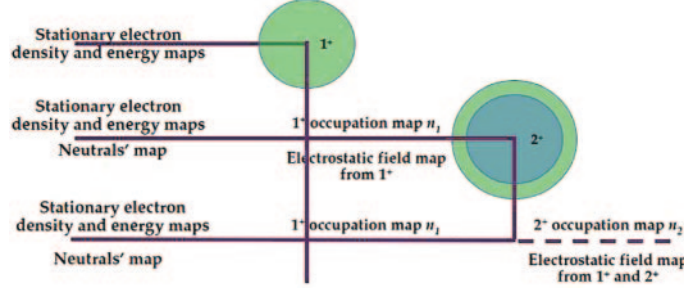 Stationary electron
density and energy maps
1+
Stationary electron
density and energy maps
1+ occupation map n1
2+
Neutrals' map
Electrostatic field map
from 1+
Stationary electron
density and energy maps
1+ occupation map n1
2+ occupation map n2
Neutrals' map
Electrostatic field map
from 1+ and 2+